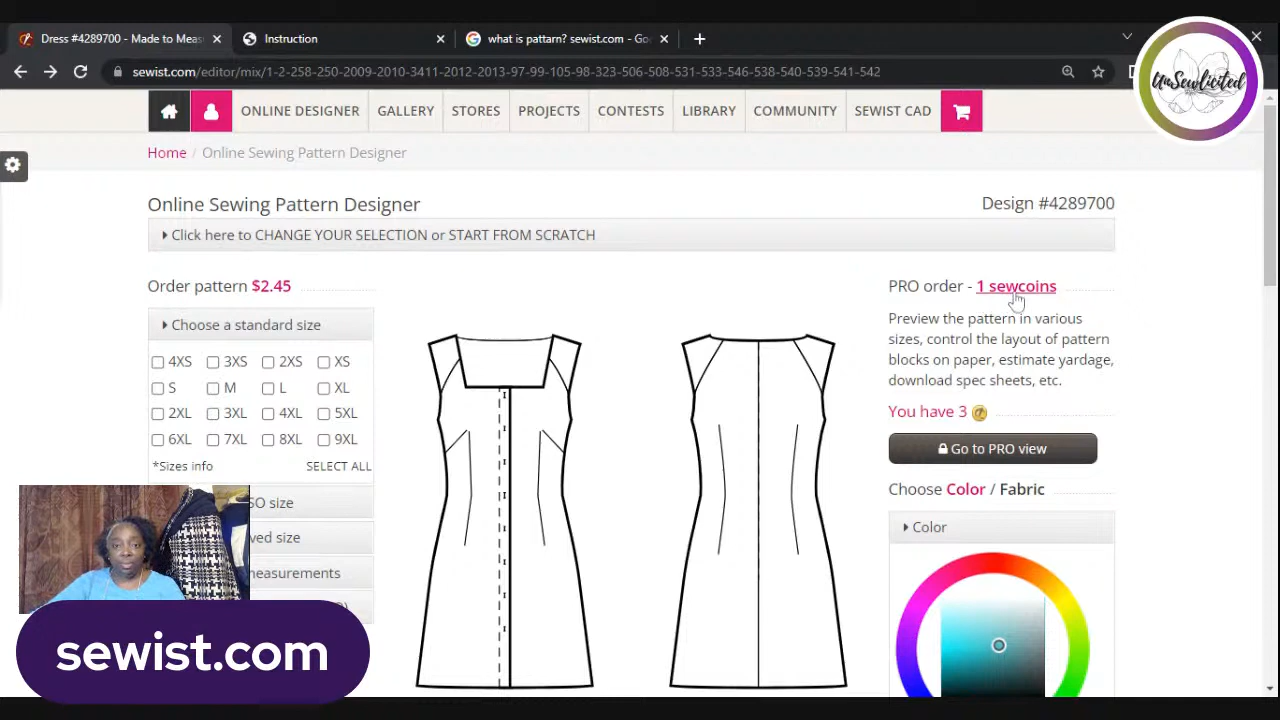 Dress #4289700 - Made to Meas
Instruction
what is pattarn? sewist.com - Go
UnSewlicited
sewist.com/editor/mix/1-2-258-250-2009-2010-3411-2012-2013-97-99-105-98-323-506-508-531-533-546-538-540-539-541-542
ONLINE DESIGNER GALLERY STORES PROJECTS CONTESTS LIBRARY COMMUNITY SEWIST CAD
Home / Online Sewing Pattern Designer
Online Sewing Pattern Designer
Design #4289700
Click here to CHANGE YOUR SELECTION or START FROM SCRATCH
Order pattern $2.45
Choose a standard size
4XS 3XS 2XS XS
S M L XL
2XL 3XL 4XL 5XL
6XL 7XL 8XL 9XL
*Sizes info SELECT ALL
SO size
ved size
measurements
PRO order - 1 sewcoins
Preview the pattern in various
sizes, control the layout of pattern
blocks on paper, estimate yardage,
download spec sheets, etc.
You have 3
Go to PRO view
Choose Color / Fabric
Color
sewist.com